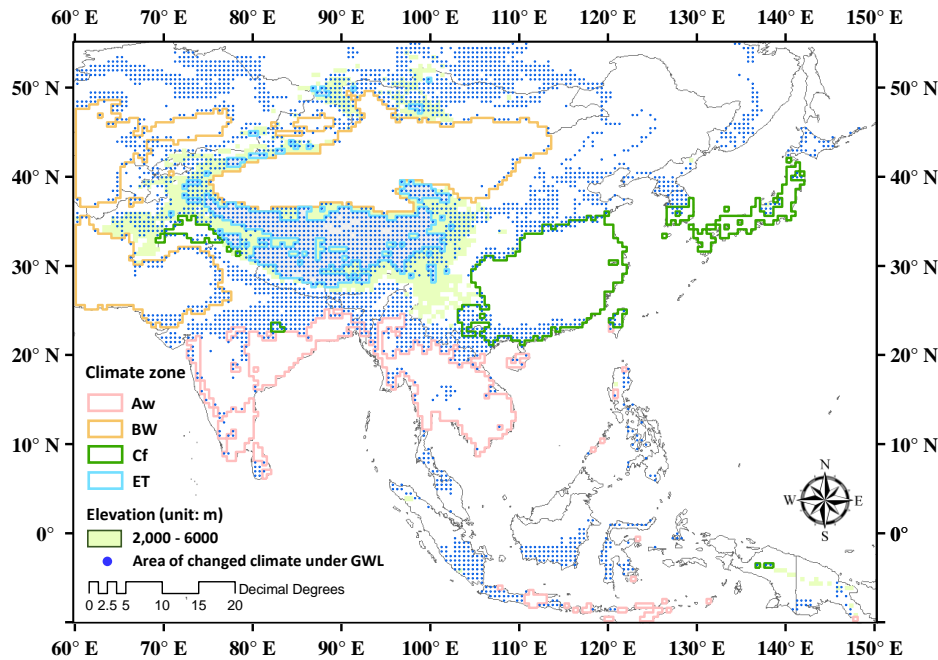 60° E 70° E 80° E 90° E 100° E 110° E 120° E 130° E 140° E 150° E
50° N 50° N
40° N 40° N
30° N 30° N
20° N 20° N
10° N 10° N
0° 0°
Climate zone
Aw
BW
Cf
ET
Elevation (unit: m)
2,000 - 6000
Area of changed climate under GWL
Decimal Degrees
0 2.5 5 10 15 20
N
W E
S
60° E 70° E 80° E 90° E 100° E 110° E 120° E 130° E 140° E 150° E